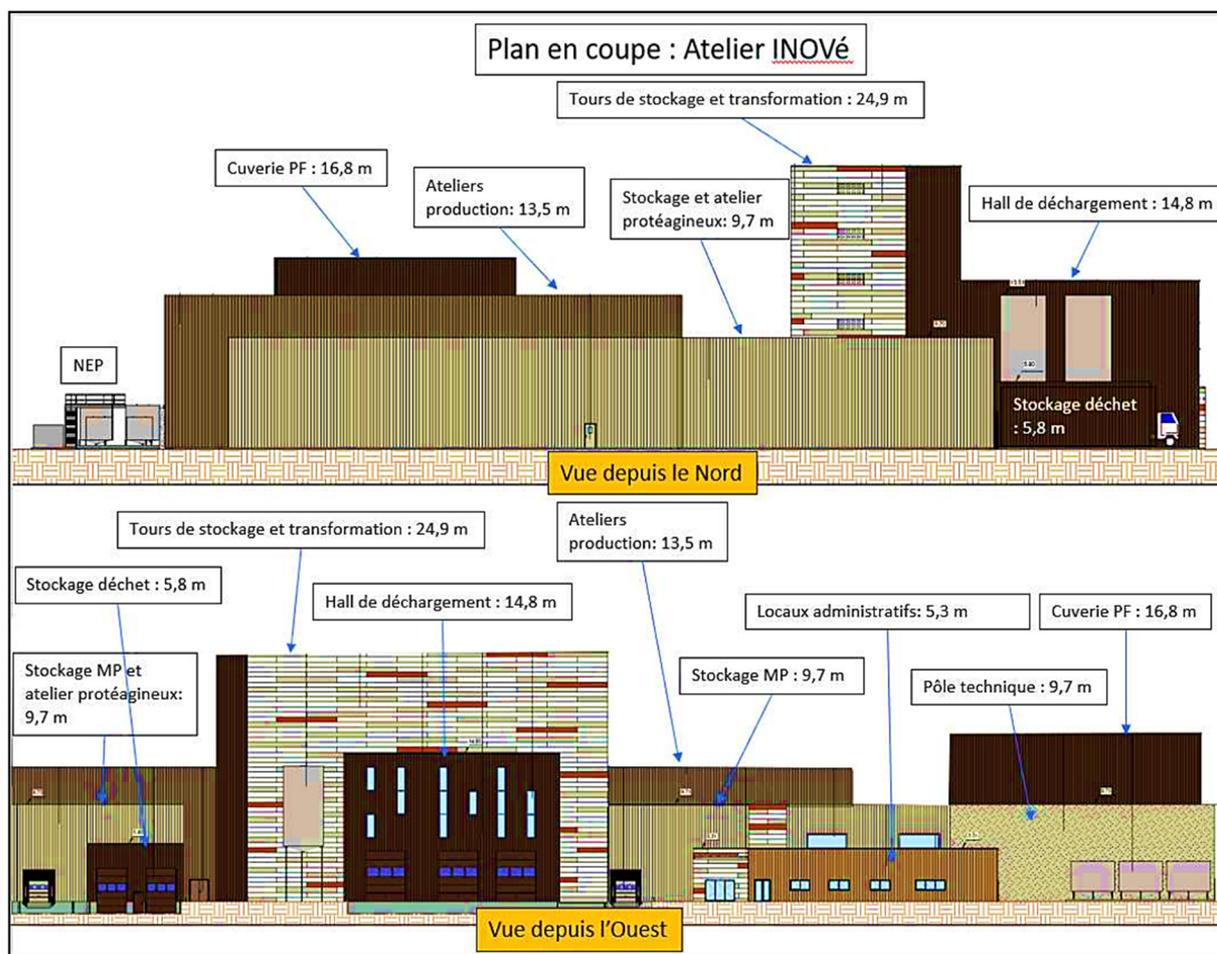 Plan en coupe : Atelier INOVé
Tours de stockage et transformation : 24,9 m
Cuverie PF : 16,8 m
Ateliers
production: 13,5 m
Stockage et atelier
protéagineux: 9,7 m
Hall de déchargement : 14,8 m
NEP
Stockage déchet
: 5,8 m
Vue depuis le Nord
Tours de stockage et transformation : 24,9 m
Ateliers
production: 13,5 m
Stockage déchet : 5,8 m
Hall de déchargement : 14,8 m
Locaux administratifs: 5,3 m
Cuverie PF : 16,8 m
Stockage MP et
atelier protéagineux:
9,7 m
Stockage MP : 9,7 m
Pôle technique : 9,7 m
Vue depuis l'Ouest